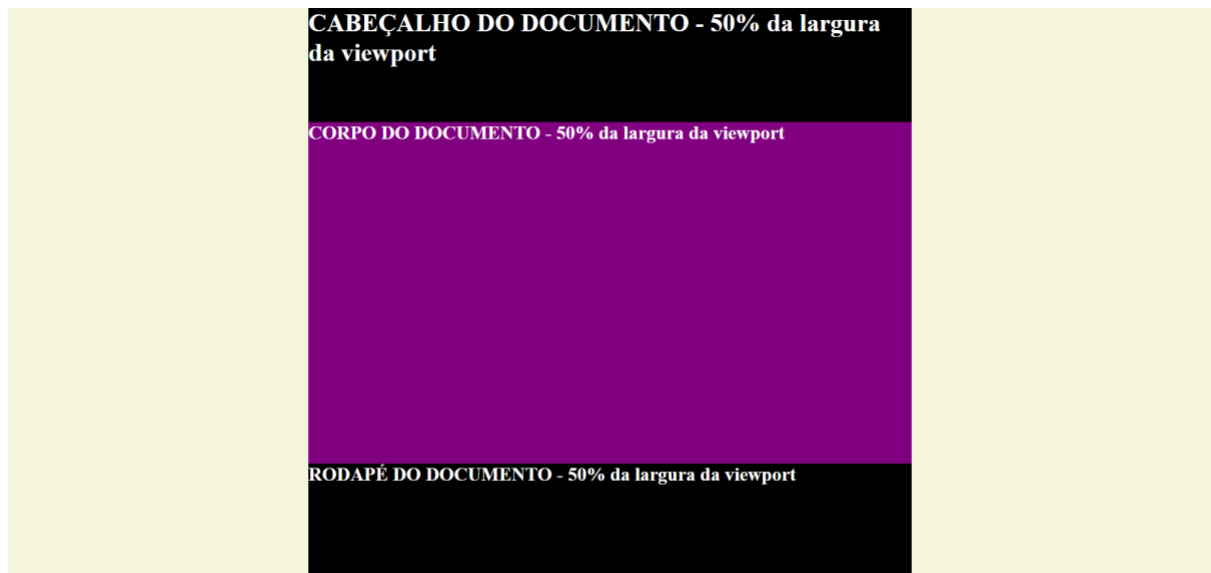 CABEÇALHO DO DOCUMENTO - 50% da largura
da viewport
CORPO DO DOCUMENTO - 50% da largura da viewport
RODAPÉ DO DOCUMENTO - 50% da largura da viewport